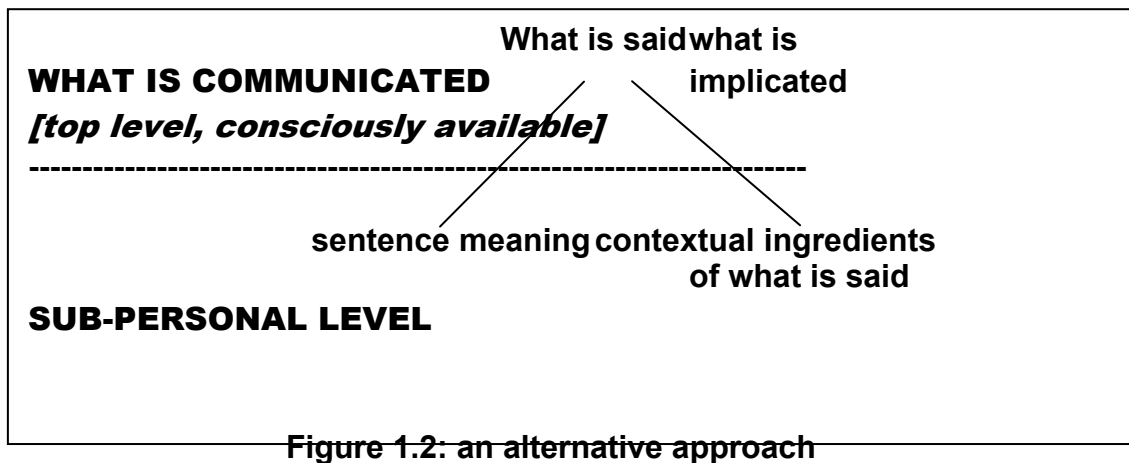 What is said what is
WHAT IS COMMUNICATED implicated
[top level, consciously available]
-------------------------------------------------------------------------
sentence meaning contextual ingredients
of what is said
SUB-PERSONAL LEVEL
Figure 1.2: an alternative approach